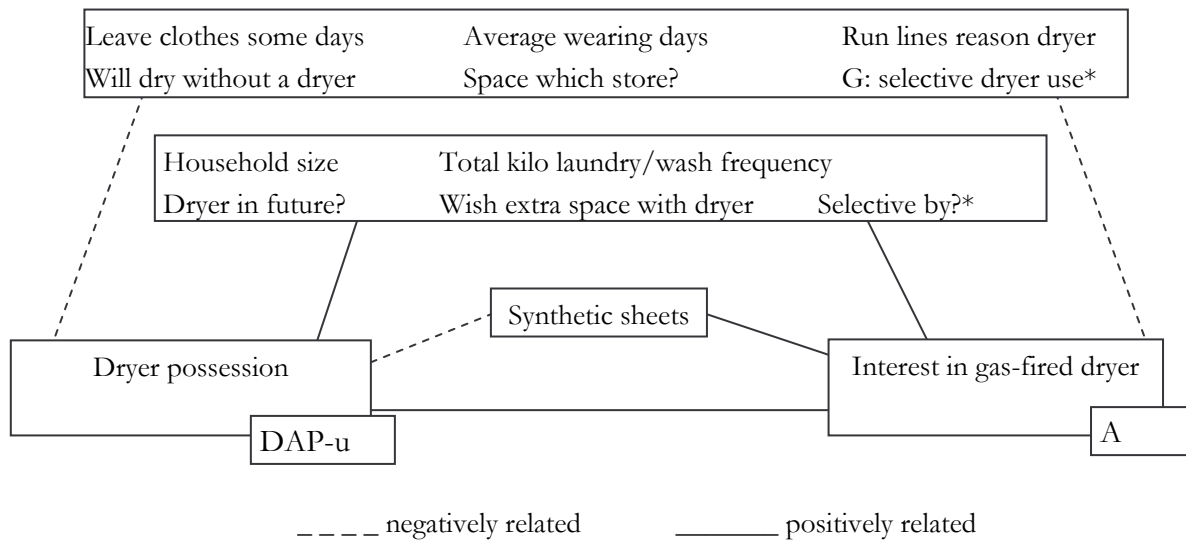 Leave clothes some days Average wearing days Run lines reason dryer
Will dry without a dryer Space which store? G: selective dryer use*
Household size Total kilo laundry/wash frequency
Dryer in future? Wish extra space with dryer Selective by?*
Synthetic sheets
Dryer possession Interest in gas-fired dryer
DAP-u A
negatively related positively related